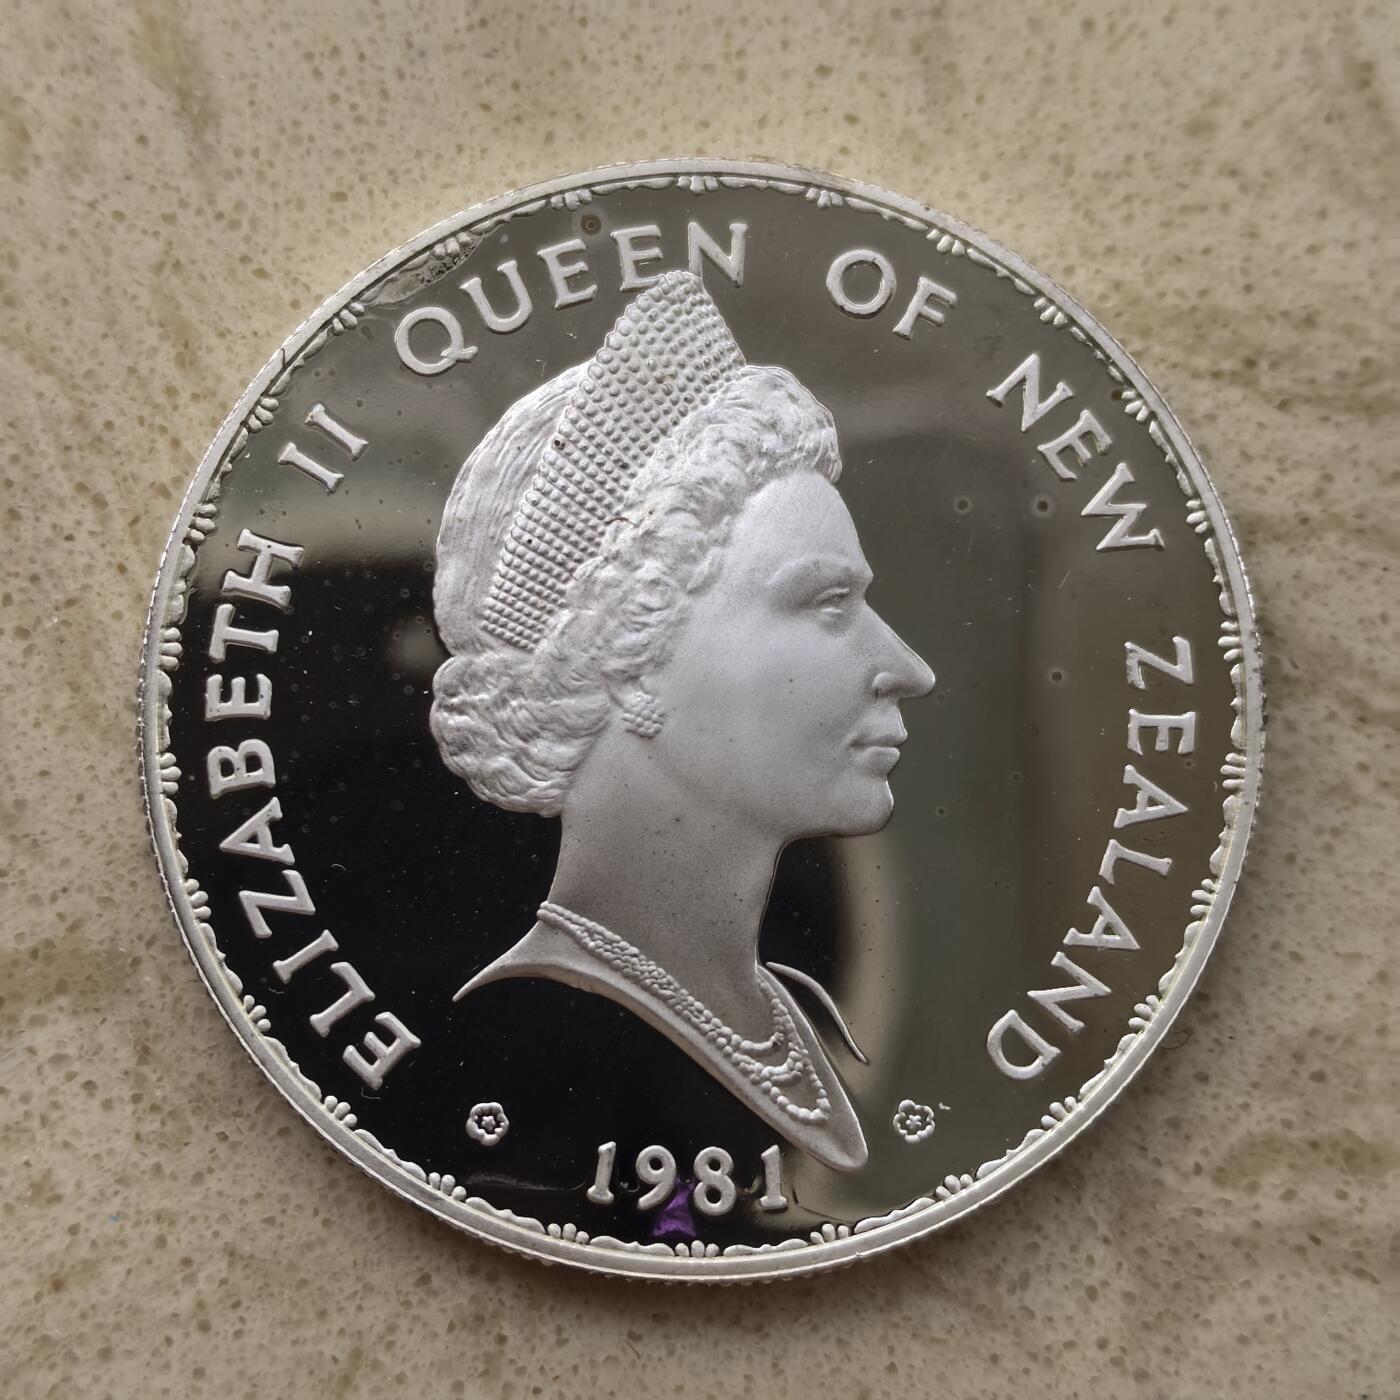 ELIZABETH II QUEEN OF NEW ZEALAND
1981